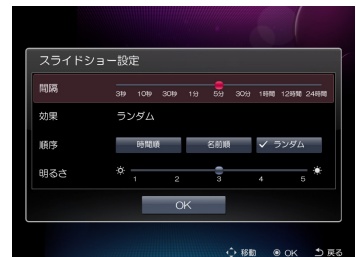 スライドショー設定
間隔
3秒 10秒 30秒 1分 5分 30分 1時間 12時間 24時間
効果 ランダム
順序 時間順 名前順 ✓ ランダム
明るさ 1 2 3 4 5
OK
移動 OK 戻る